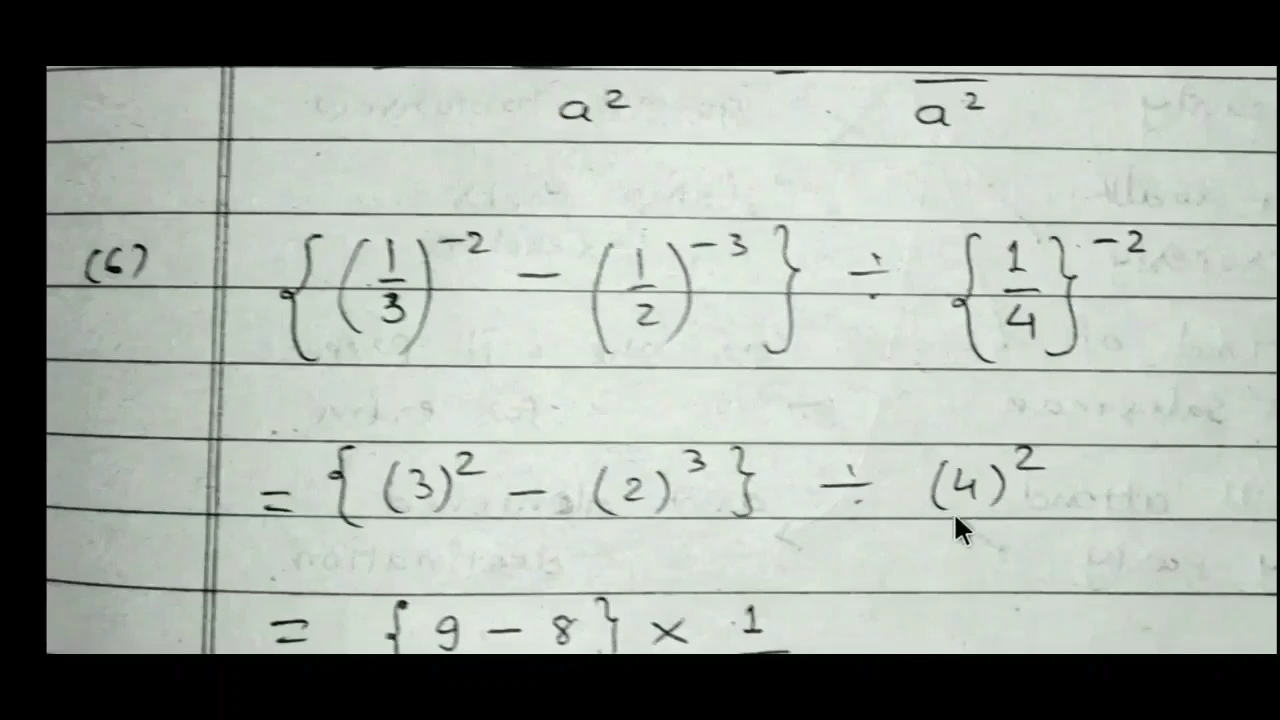 a² a²
(6) {(1/3)⁻² − (1/2)⁻³} ÷ {1/4}⁻²
= {(3)² − (2)³} ÷ (4)²
= {9 − 8} × 1